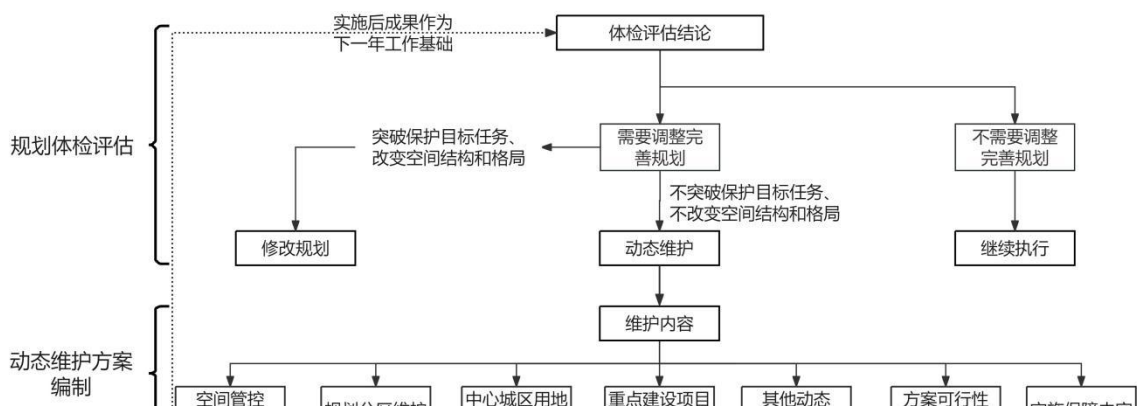 实施后成果作为
下一年工作基础
体检评估结论
规划体检评估
突破保护目标任务、
改变空间结构和格局
需要调整完
善规划
不需要调整
完善规划
不突破保护目标任务、
不改变空间结构和格局
修改规划
动态维护
继续执行
维护内容
动态维护方案
编制
空间管控
规划分区维护
中心城区用地
重点建设项目
其他动态
方案可行性